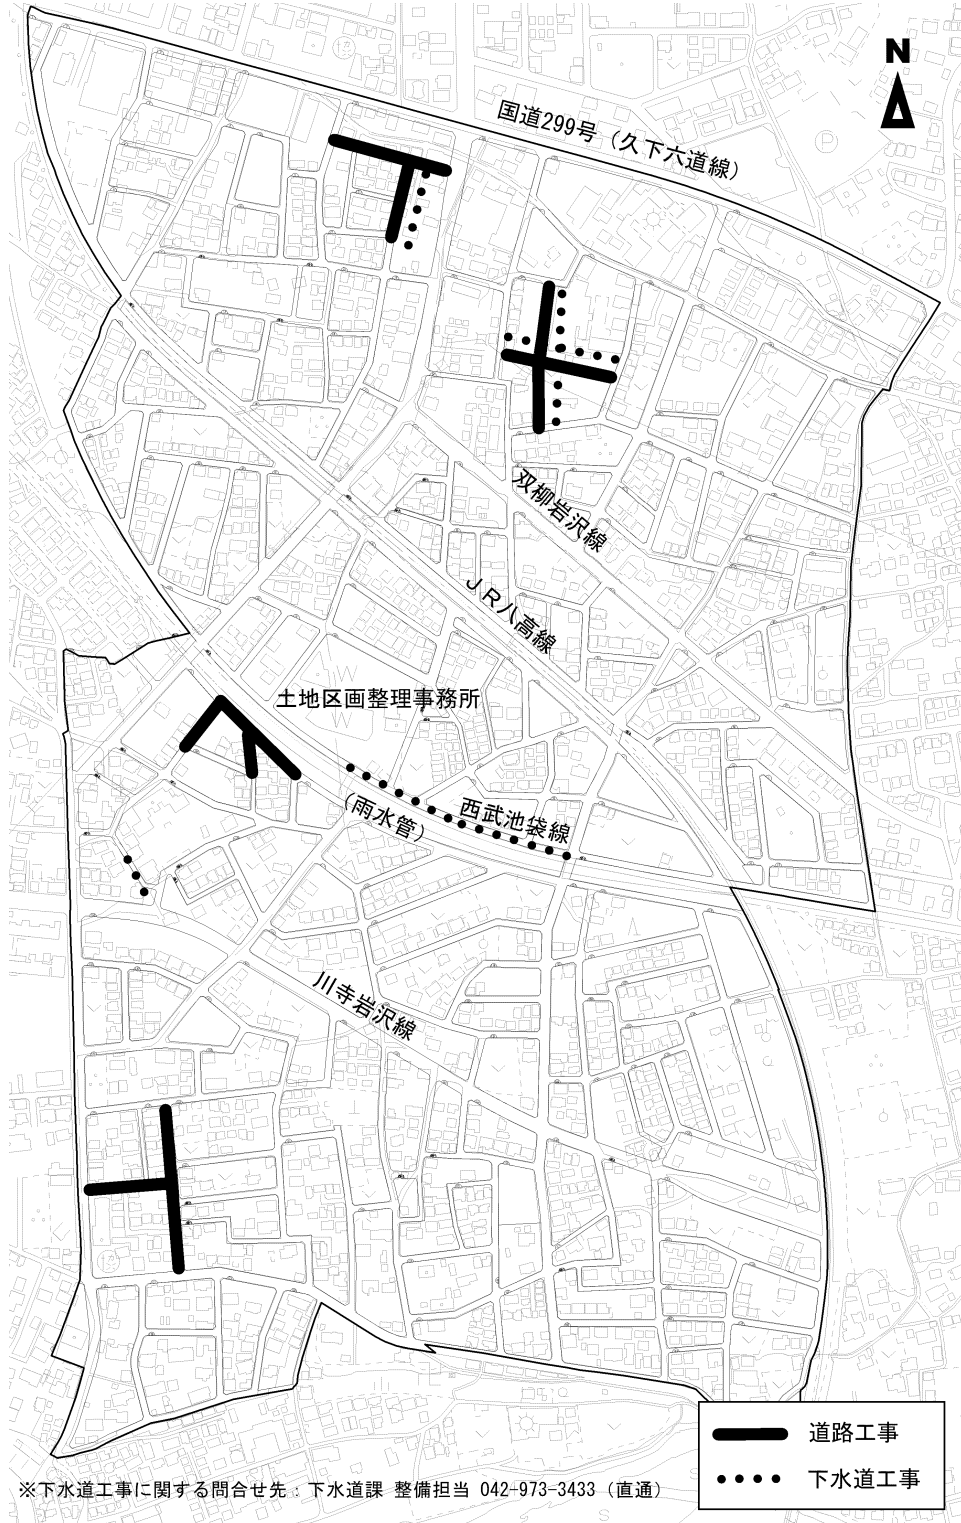 N
国道299号（久下六道線）
双柳岩沢線
JR八高線
土地区画整理事務所
西武池袋線
（雨水管）
川寺岩沢線
道路工事
下水道工事
※下水道工事に関する問合せ先：下水道課 整備担当 042-973-3433（直通）